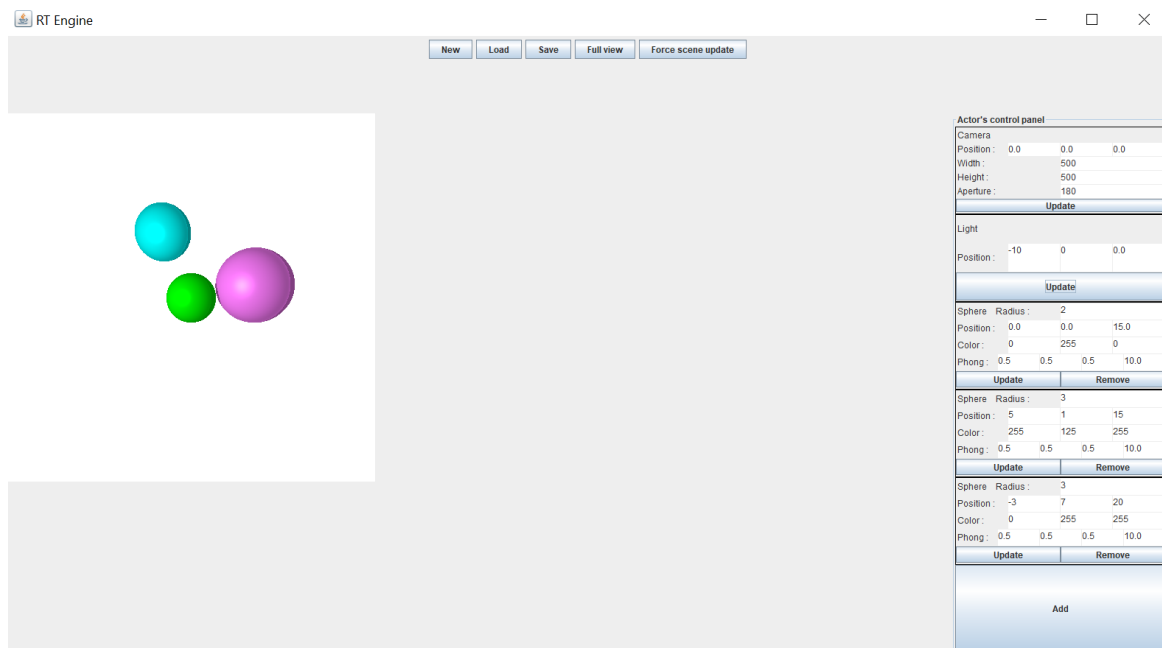 RT Engine
New Load Save Full view Force scene update
Actor's control panel
Camera
Position : 0.0 0.0 0.0
Width : 500
Height : 500
Aperture : 180
Update
Light
Position : -10 0 0.0
Update
Sphere Radius : 2
Position : 0.0 0.0 15.0
Color : 0 255 0
Phong : 0.5 0.5 0.5 10.0
Update Remove
Sphere Radius : 3
Position : 5 1 15
Color : 255 125 255
Phong : 0.5 0.5 0.5 10.0
Update Remove
Sphere Radius : 3
Position : -3 7 20
Color : 0 255 255
Phong : 0.5 0.5 0.5 10.0
Update Remove
Add